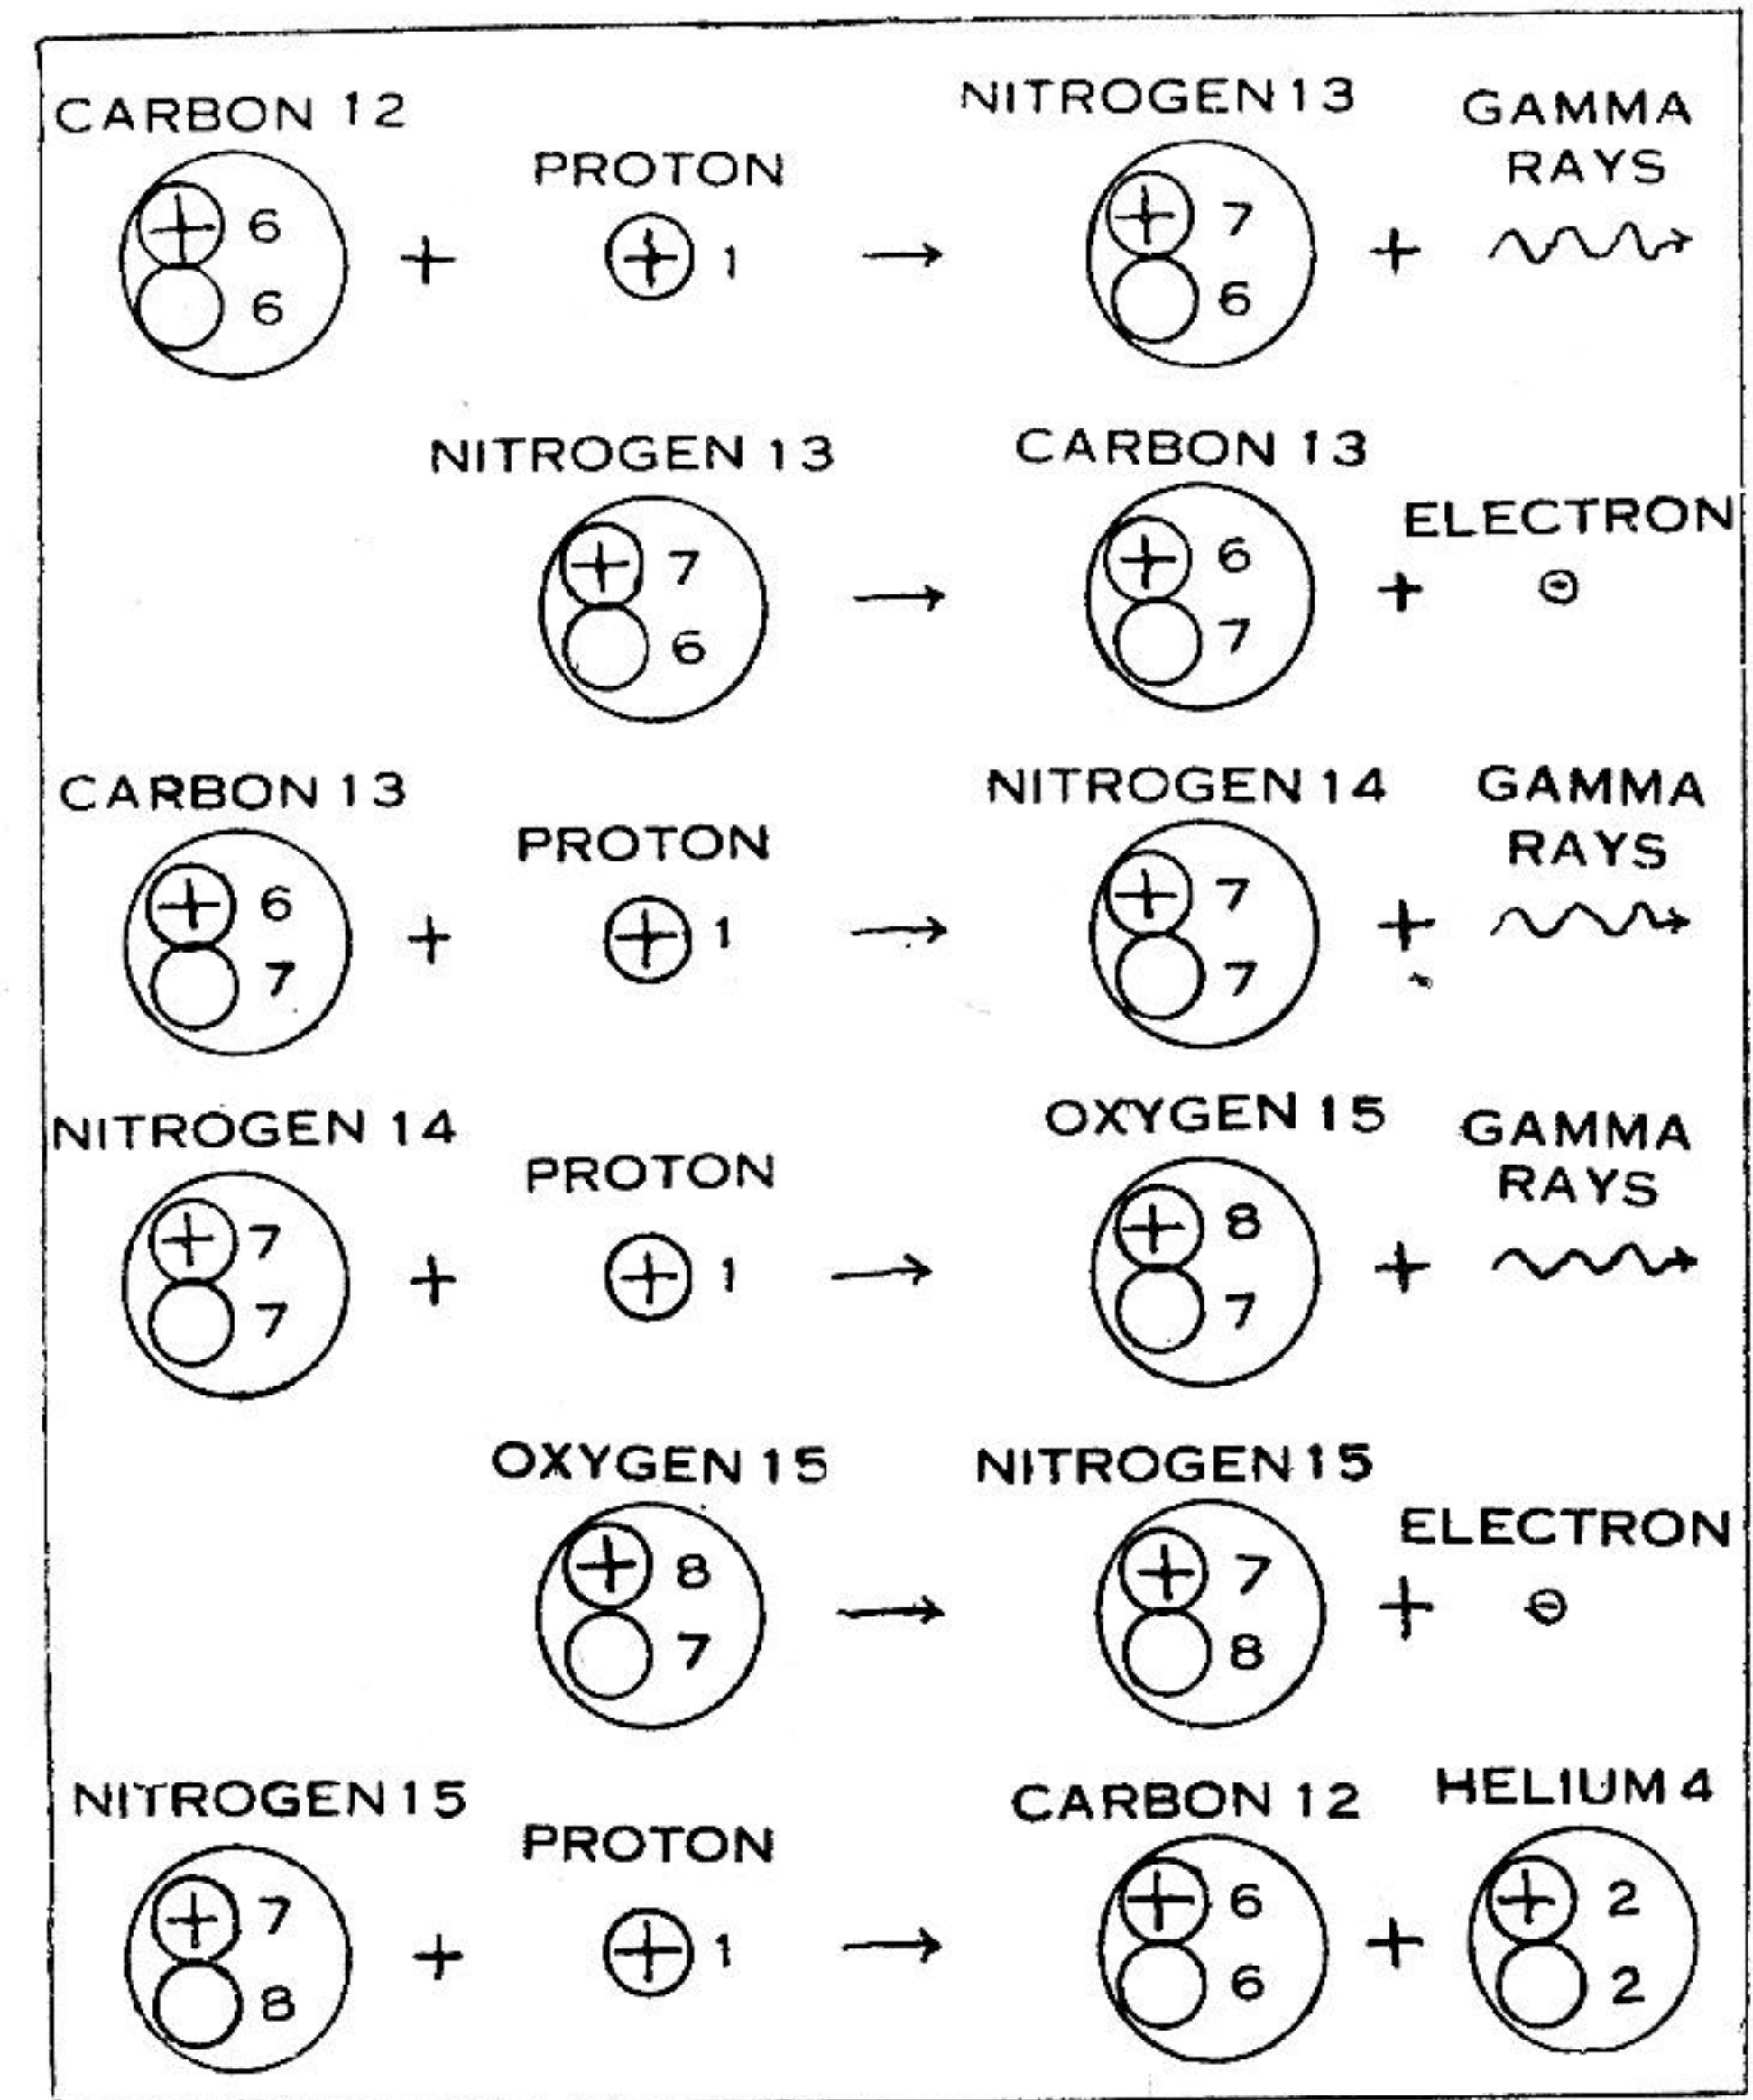 CARBON 12
PROTON
NITROGEN 13
GAMMA
RAYS
+ 6
6
+
+ 1
→
+ 7
6
+
NITROGEN 13
CARBON 13
ELECTRON
+ 7
6
→
+ 6
7
+
-
CARBON 13
PROTON
NITROGEN 14
GAMMA
RAYS
+ 6
7
+
+ 1
→
+ 7
7
+
NITROGEN 14
PROTON
OXYGEN 15
GAMMA
RAYS
+ 7
7
+
+ 1
→
+ 8
7
+
OXYGEN 15
NITROGEN 15
ELECTRON
+ 8
7
→
+ 7
8
+
-
NITROGEN 15
PROTON
CARBON 12
HELIUM 4
+ 7
8
+
+ 1
→
+ 6
6
+
+ 2
2